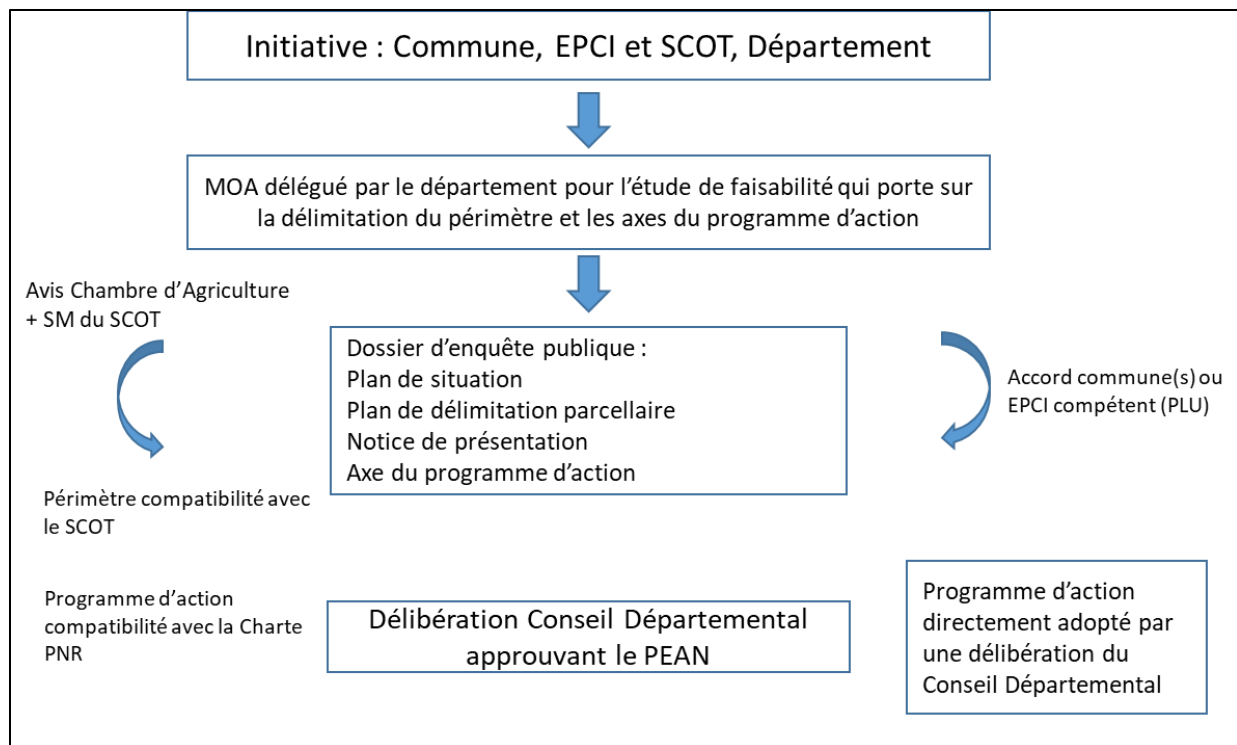 Initiative : Commune, EPCI et SCOT, Département
MOA délégué par le département pour l’étude de faisabilité qui porte sur
la délimitation du périmètre et les axes du programme d’action
Avis Chambre d’Agriculture
+ SM du SCOT
Dossier d’enquête publique :
Plan de situation
Plan de délimitation parcellaire
Notice de présentation
Axe du programme d’action
Accord commune(s) ou
EPCI compétent (PLU)
Périmètre compatibilité avec
le SCOT
Programme d’action
compatibilité avec la Charte
PNR
Délibération Conseil Départemental
approuvant le PEAN
Programme d’action
directement adopté par
une délibération du
Conseil Départemental